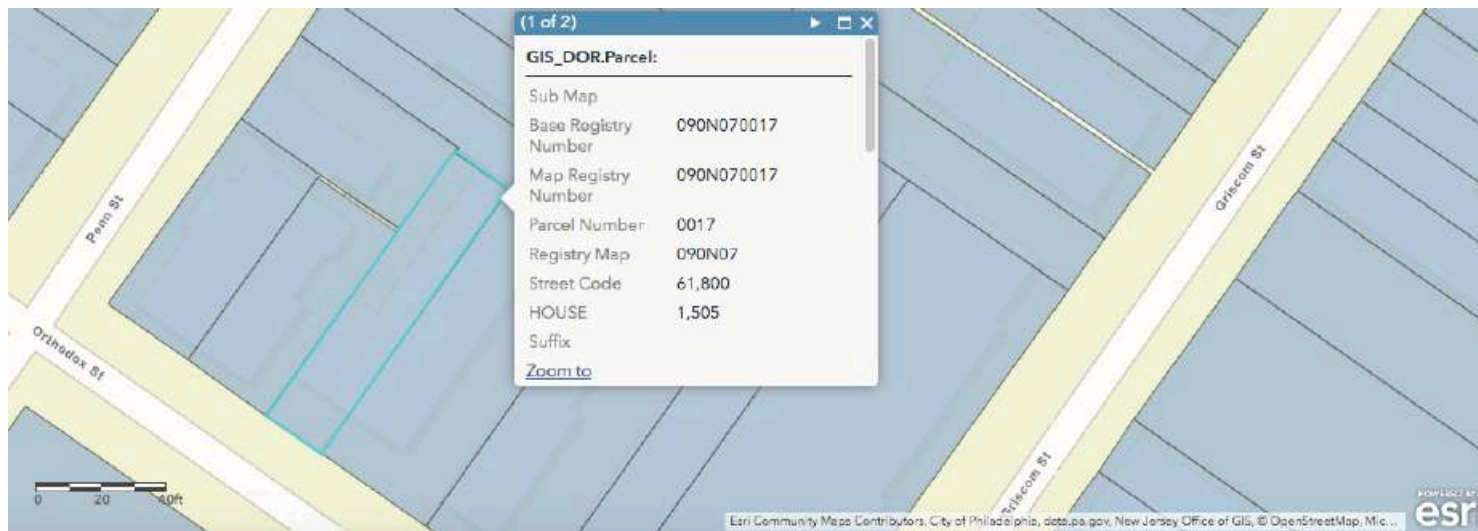 (1 of 2)
GIS_DOR.Parcel:
Sub Map
Base Registry Number 090N070017
Map Registry Number 090N070017
Parcel Number 0017
Registry Map 090N07
Street Code 61,800
HOUSE 1,505
Suffix
Zoom to
Penn St
Orthodox St
Griscom St
Griscom St
0 20 40ft
Esri Community Maps Contributors, City of Philadelphia, data.pa.gov, New Jersey Office of GIS, © OpenStreetMap, Mic...
POWERED BY
esr